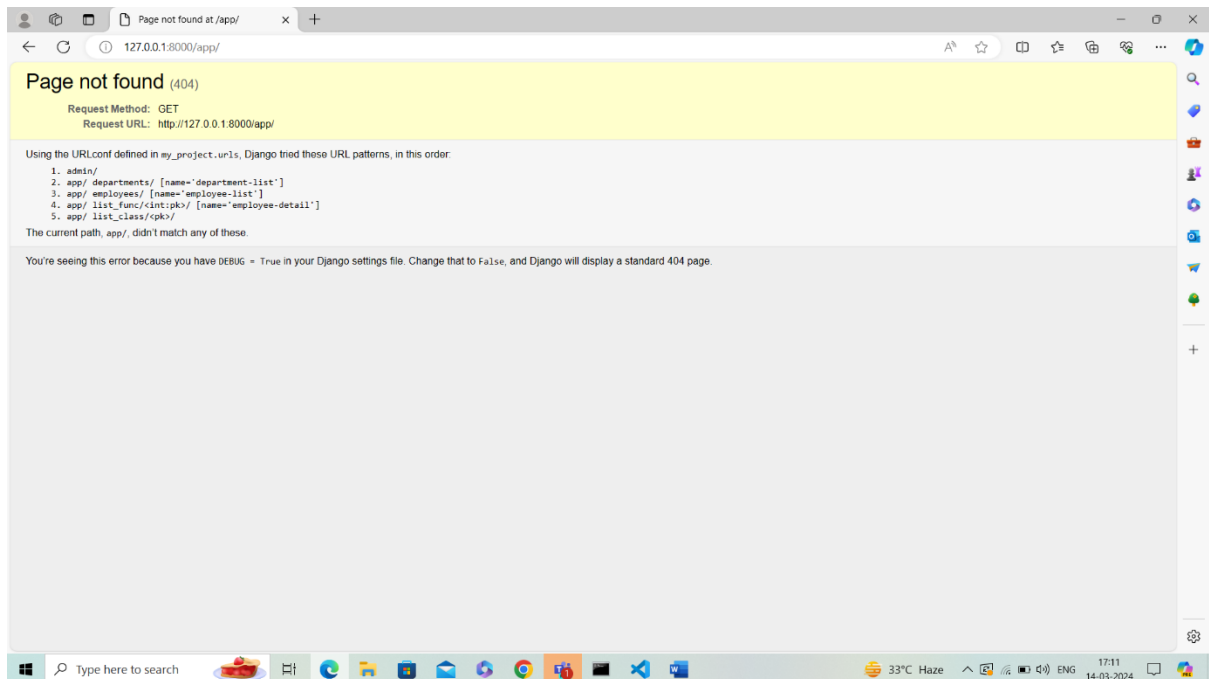 Page not found at /app/
127.0.0.1:8000/app/
Page not found (404)
Request Method: GET
Request URL: http://127.0.0.1:8000/app/
Using the URLconf defined in my_project.urls, Django tried these URL patterns, in this order:
1. admin/
2. app/ departments/ [name='department-list']
3. app/ employees/ [name='employee-list']
4. app/ list_func/<int:pk>/ [name='employee-detail']
5. app/ list_class/<pk>/
The current path, app/, didn't match any of these.
You're seeing this error because you have DEBUG = True in your Django settings file. Change that to False, and Django will display a standard 404 page.
Type here to search
33°C Haze
ENG
17:11
14-03-2024